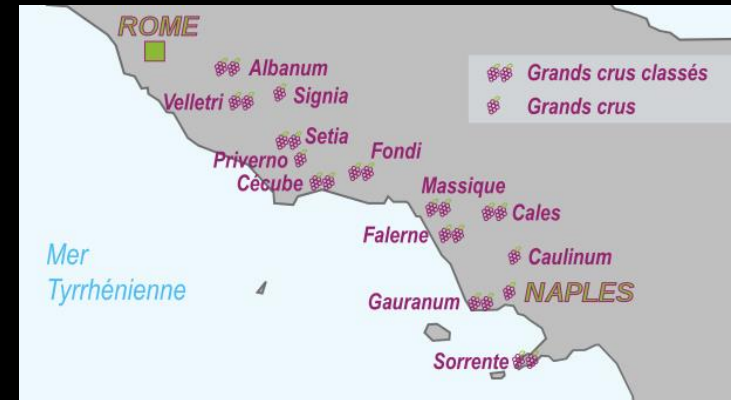 ROME
Albanum
Grands crus classés
Velletri
Signia
Grands crus
Setia
Priverno
Fondi
Cécube
Massique
Cales
Falerne
Mer
Tyrrhénienne
Caulinum
Gauranum
NAPLES
Sorrente